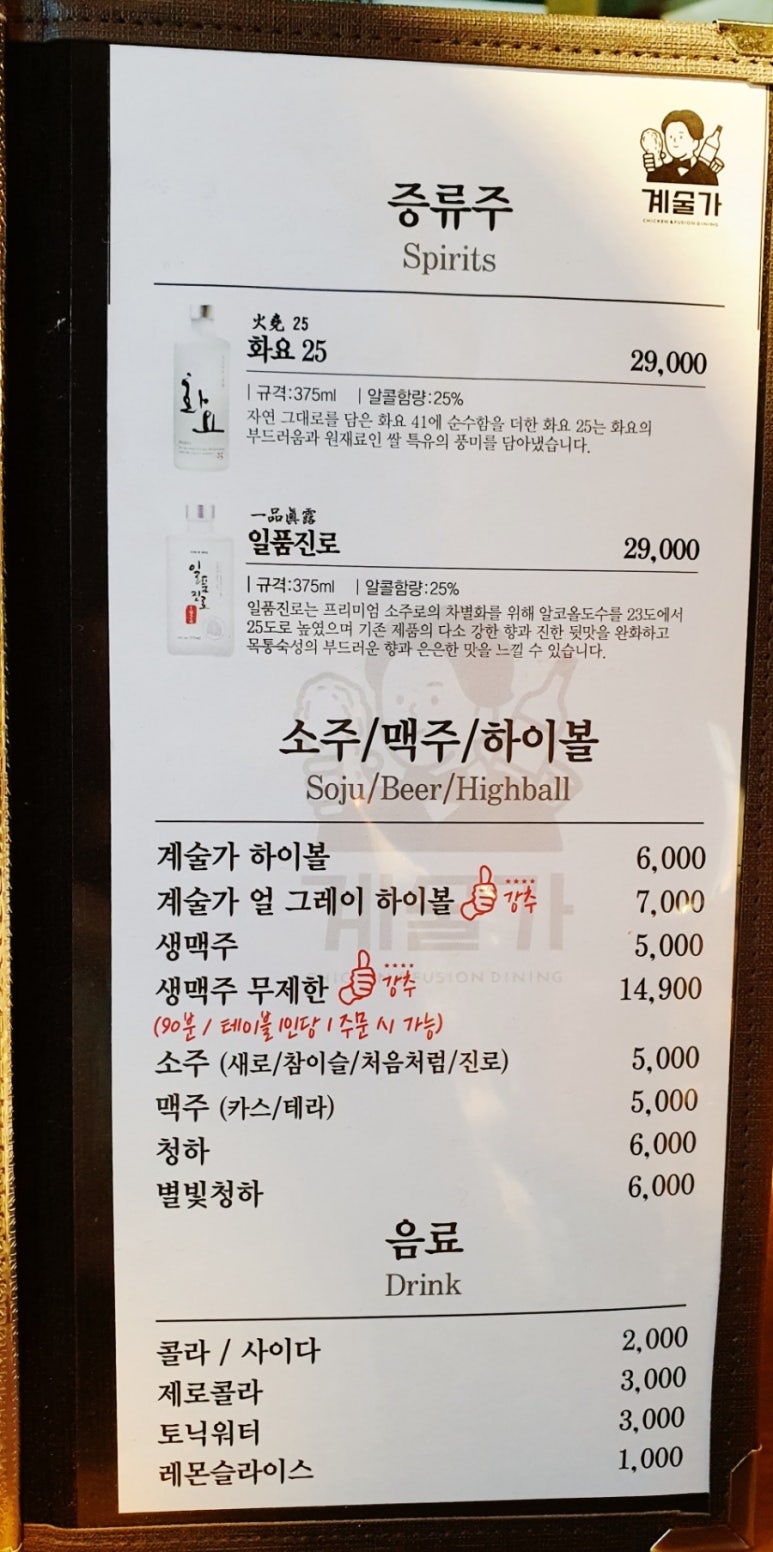 계술가
CHICKEN & FUSION DINING
증류주
Spirits
火堯 25
화요 25
29,000
규격:375ml | 알콜함량:25%
자연 그대로를 담은 화요 41에 순수함을 더한 화요 25는 화요의
부드러움과 원재료인 쌀 특유의 풍미를 담아냈습니다.
화요
一品眞露
일품진로
29,000
규격:375ml | 알콜함량:25%
일품진로는 프리미엄 소주로의 차별화를 위해 알코올도수를 23도에서
25도로 높였으며 기존 제품의 다소 강한 향과 진한 뒷맛을 완화하고
목통숙성의 부드러운 향과 은은한 맛을 느낄 수 있습니다.
일품진로
소주/맥주/하이볼
Soju/Beer/Highball
계술가 하이볼 6,000
계술가 얼 그레이 하이볼 강추 7,000
생맥주 5,000
생맥주 무제한 강추 14,900
(90분 / 테이블 1인당 1 주문 시 가능)
소주 (새로/참이슬/처음처럼/진로) 5,000
맥주 (카스/테라) 5,000
청하 6,000
별빛청하 6,000
계술가
CHICKEN & FUSION DINING
음료
Drink
콜라 / 사이다 2,000
제로콜라 3,000
토닉워터 3,000
레몬슬라이스 1,000